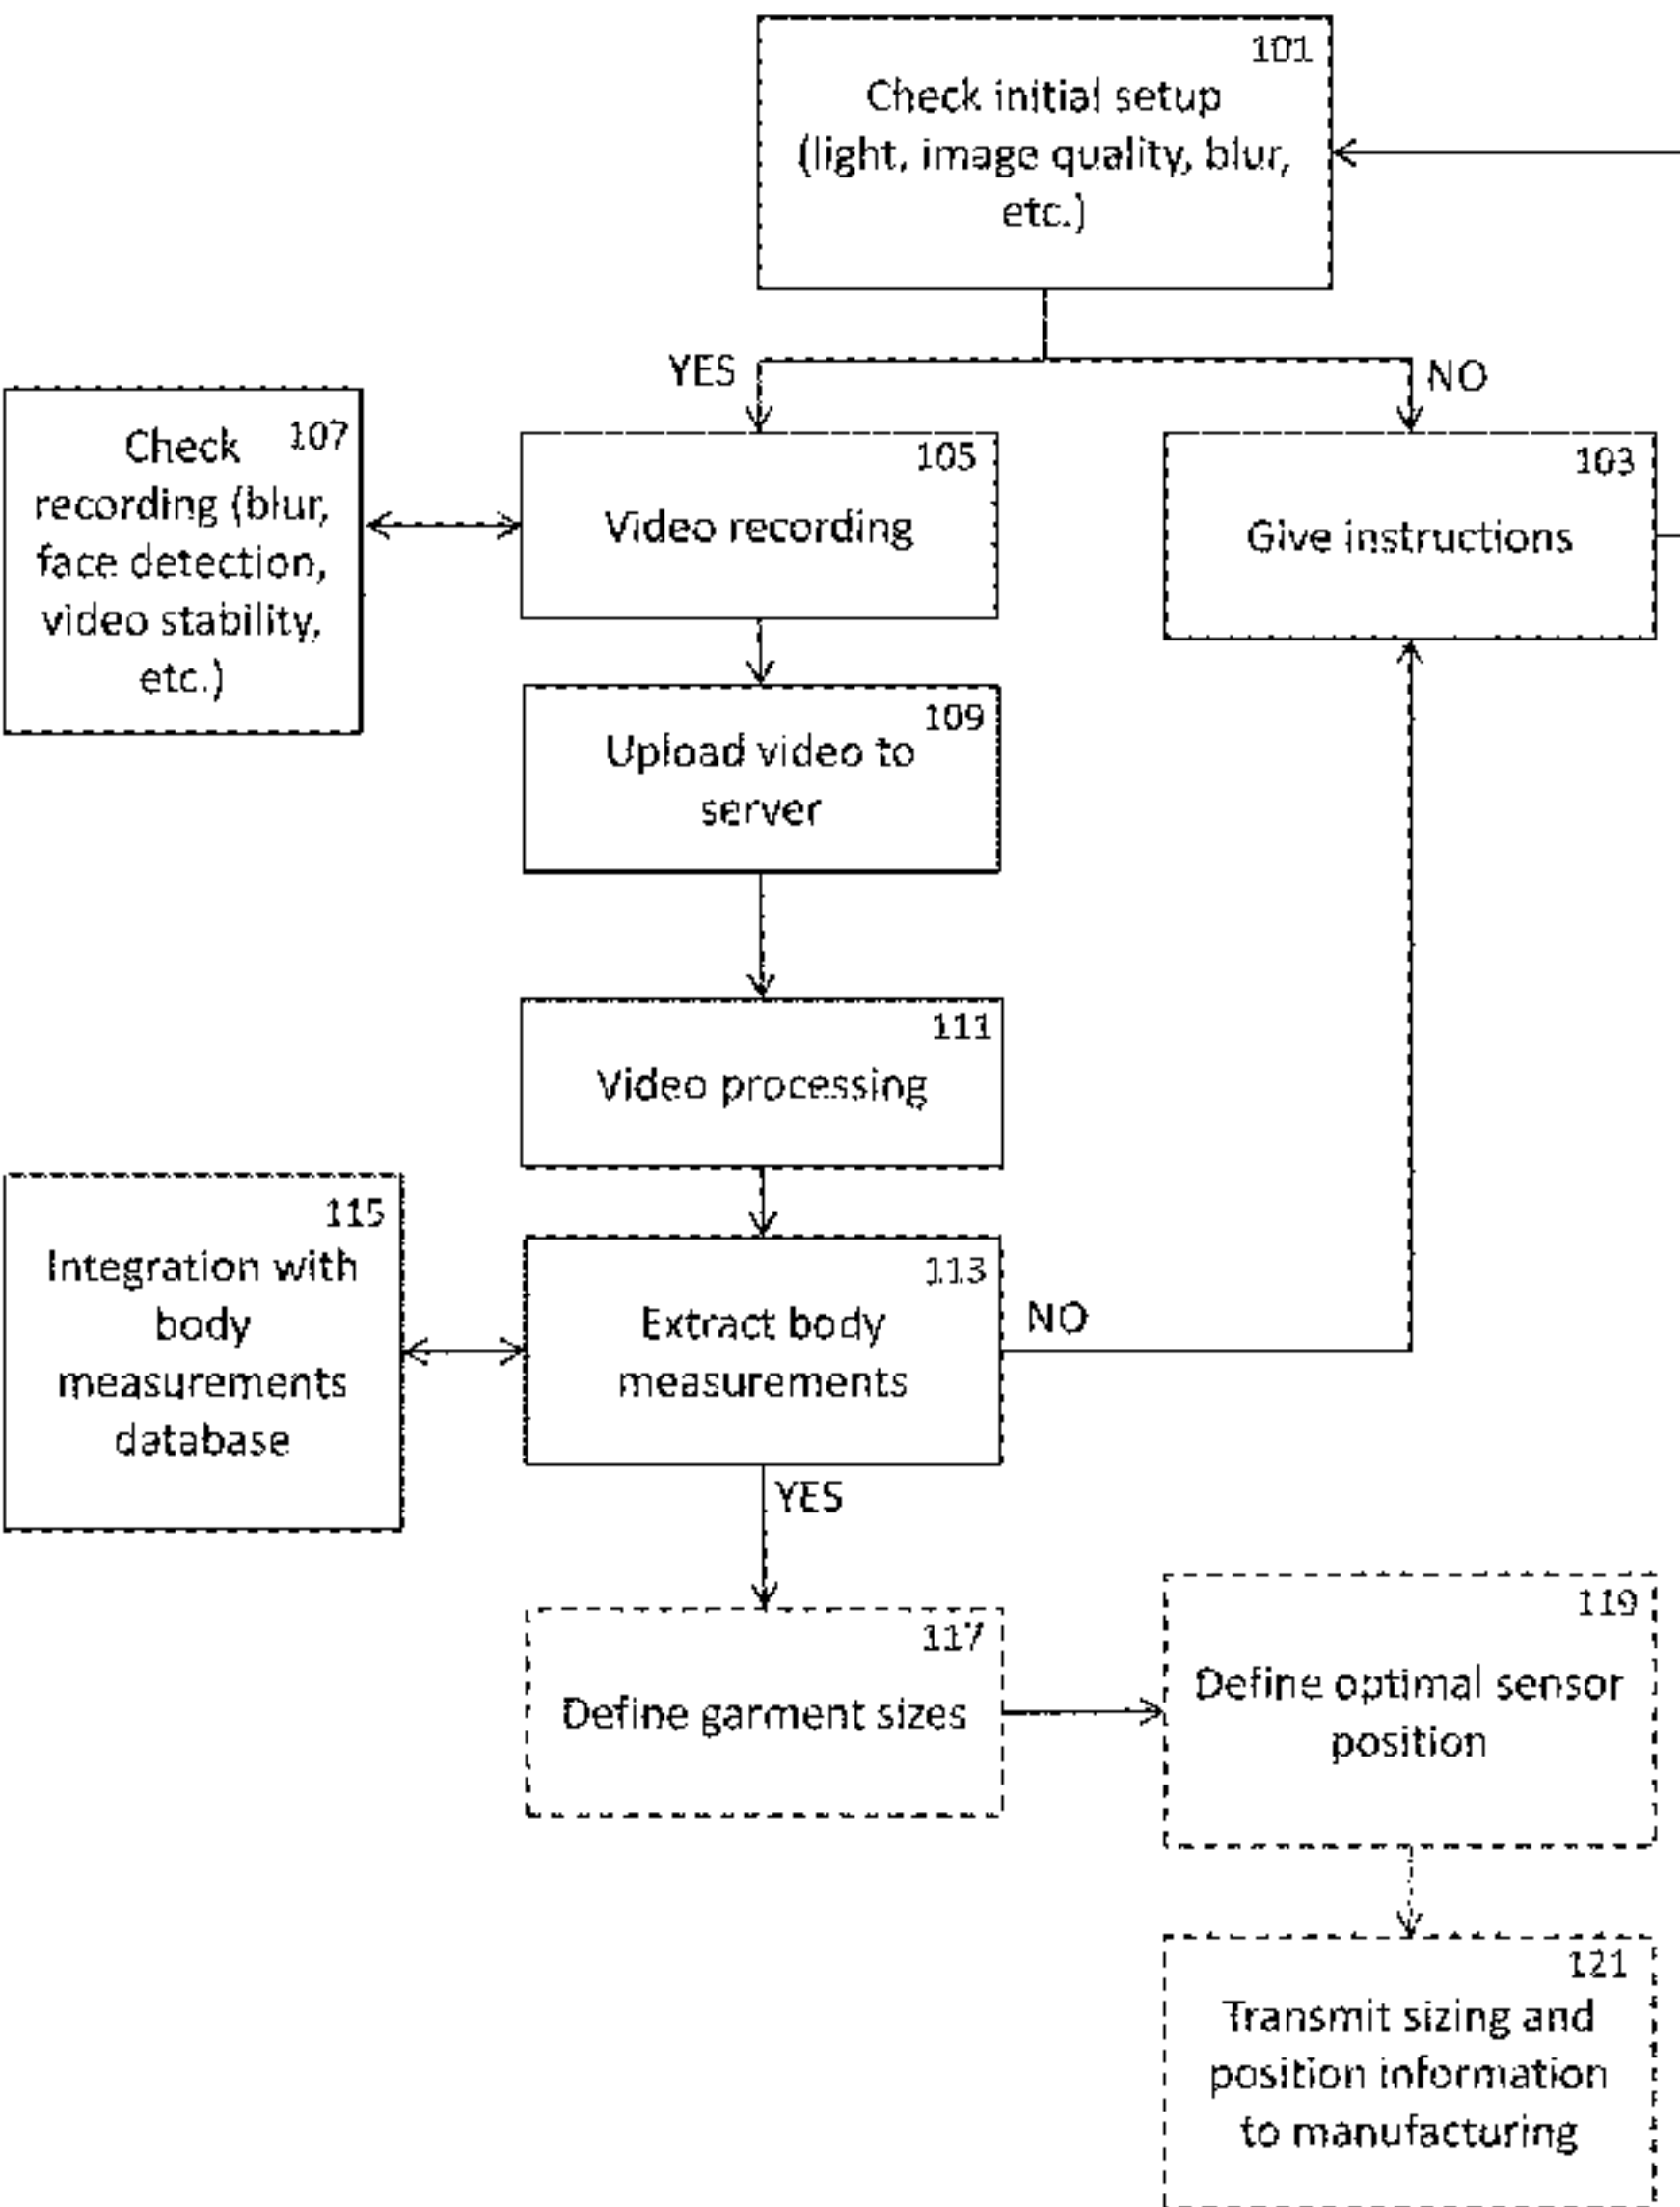 101
Check initial setup
(light, image quality, blur,
etc.)
YES
NO
107
Check
recording (blur,
face detection,
video stability,
etc.)
105
Video recording
103
Give instructions
109
Upload video to
server
111
Video processing
115
Integration with
body
measurements
database
113
Extract body
measurements
NO
YES
117
Define garment sizes
119
Define optimal sensor
position
121
Transmit sizing and
position information
to manufacturing